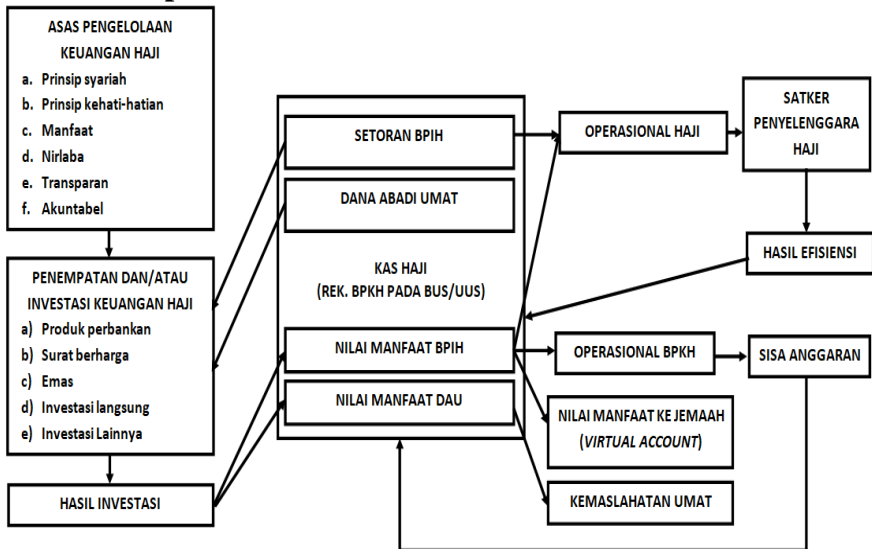 ASAS PENGELOLAAN
KEUANGAN HAJI
a. Prinsip syariah
b. Prinsip kehati-hatian
c. Manfaat
d. Nirlaba
e. Transparan
f. Akuntabel
PENEMPATAN DAN/ATAU
INVESTASI KEUANGAN HAJI
a) Produk perbankan
b) Surat berharga
c) Emas
d) Investasi langsung
e) Investasi Lainnya
HASIL INVESTASI
SETORAN BPIH
DANA ABADI UMAT
KAS HAJI
(REK. BPKH PADA BUS/UUS)
NILAI MANFAAT BPIH
NILAI MANFAAT DAU
OPERASIONAL HAJI
SATKER
PENYELENGGARA
HAJI
HASIL EFISIENSI
OPERASIONAL BPKH
SISA ANGGARAN
NILAI MANFAAT KE JEMAAH
(VIRTUAL ACCOUNT)
KEMASLAHATAN UMAT